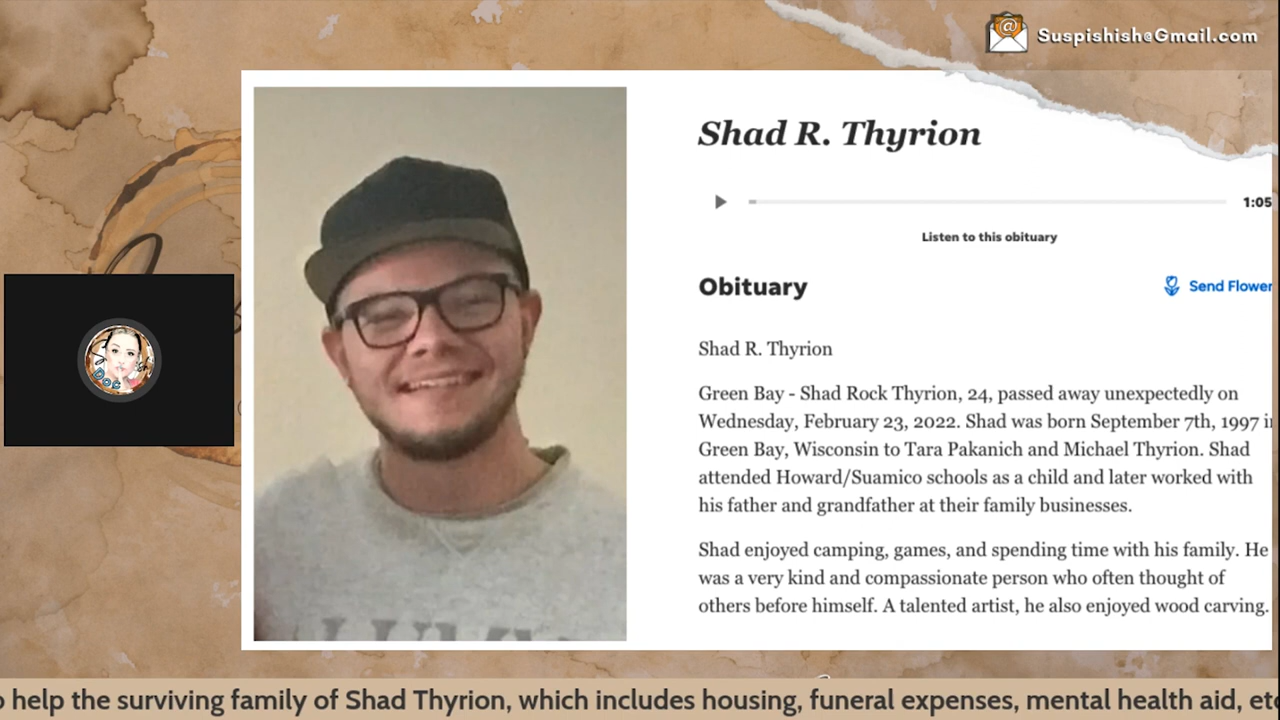 Suspishish@Gmail.com
Shad R. Thyrion
1:05
Listen to this obituary
Obituary
Send Flower
Shad R. Thyrion
Green Bay - Shad Rock Thyrion, 24, passed away unexpectedly on
Wednesday, February 23, 2022. Shad was born September 7th, 1997 in
Green Bay, Wisconsin to Tara Pakanich and Michael Thyrion. Shad
attended Howard/Suamico schools as a child and later worked with
his father and grandfather at their family businesses.
Shad enjoyed camping, games, and spending time with his family. He
was a very kind and compassionate person who often thought of
others before himself. A talented artist, he also enjoyed wood carving.
o help the surviving family of Shad Thyrion, which includes housing, funeral expenses, mental health aid, etc